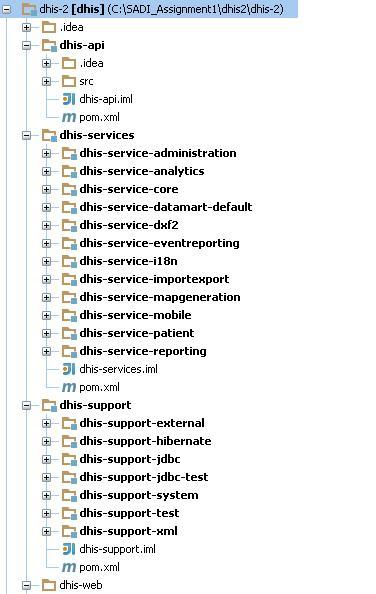 dhis-2 [dhis] (C:\SADI_Assignment1\dhis2\dhis-2)
.idea
dhis-api
.idea
src
dhis-api.iml
pom.xml
dhis-services
dhis-service-administration
dhis-service-analytics
dhis-service-core
dhis-service-datamart-default
dhis-service-dxf2
dhis-service-eventreporting
dhis-service-i18n
dhis-service-importexport
dhis-service-mapgeneration
dhis-service-mobile
dhis-service-patient
dhis-service-reporting
dhis-services.iml
pom.xml
dhis-support
dhis-support-external
dhis-support-hibernate
dhis-support-jdbc
dhis-support-jdbc-test
dhis-support-system
dhis-support-test
dhis-support-xml
dhis-support.iml
pom.xml
dhis-web